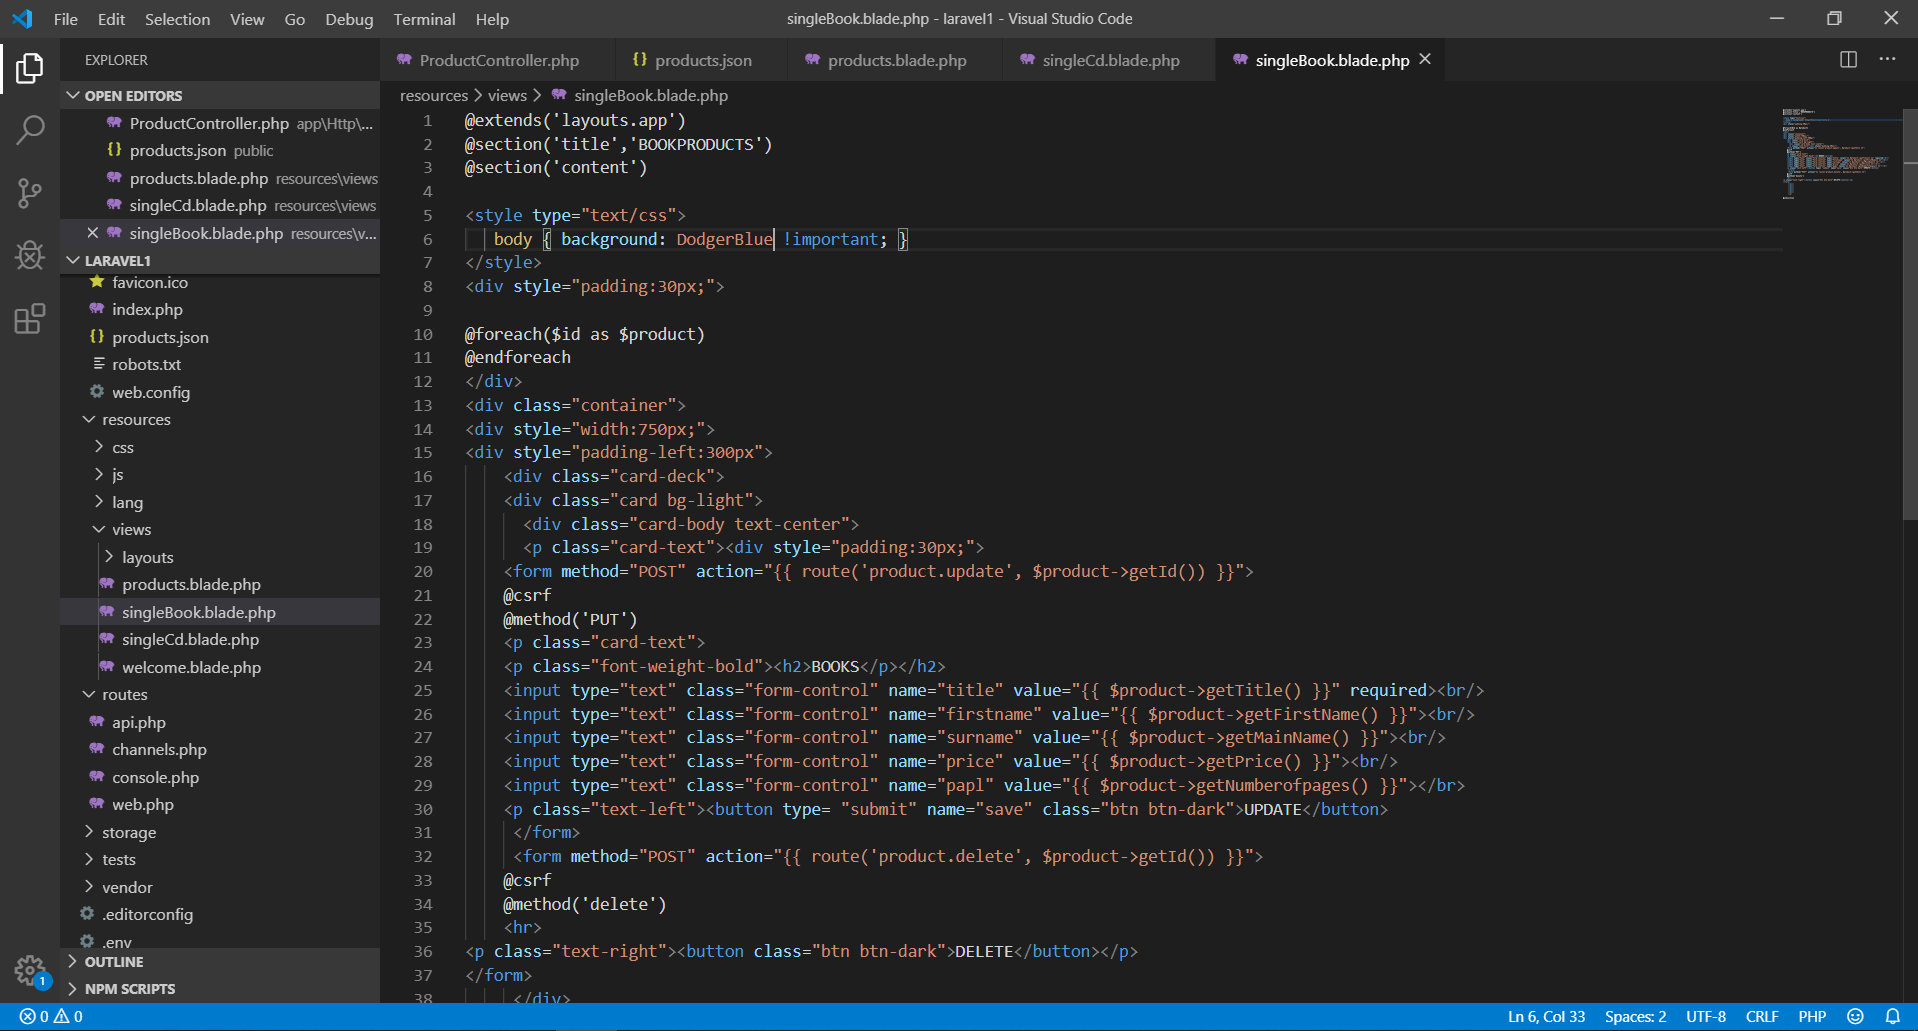 File Edit Selection View Go Debug Terminal Help
singleBook.blade.php - laravel1 - Visual Studio Code
EXPLORER
OPEN EDITORS
ProductController.php app\Http\...
products.json public
products.blade.php resources\views
singleCd.blade.php resources\views
singleBook.blade.php resources\v...
LARAVEL1
favicon.ico
index.php
products.json
robots.txt
web.config
resources
css
js
lang
views
layouts
products.blade.php
singleBook.blade.php
singleCd.blade.php
welcome.blade.php
routes
api.php
channels.php
console.php
web.php
storage
tests
vendor
.editorconfig
.env
OUTLINE
NPM SCRIPTS
1
ProductController.php products.json products.blade.php singleCd.blade.php singleBook.blade.php
resources > views > singleBook.blade.php
1 @extends('layouts.app')
2 @section('title','BOOKPRODUCTS')
3 @section('content')
4
5 <style type="text/css">
6 body { background: DodgerBlue !important; }
7 </style>
8 <div style="padding:30px;">
9
10 @foreach($id as $product)
11 @endforeach
12 </div>
13 <div class="container">
14 <div style="width:750px;">
15 <div style="padding-left:300px">
16 <div class="card-deck">
17 <div class="card bg-light">
18 <div class="card-body text-center">
19 <p class="card-text"><div style="padding:30px;">
20 <form method="POST" action="{{ route('product.update', $product->getId()) }}">
21 @csrf
22 @method('PUT')
23 <p class="card-text">
24 <p class="font-weight-bold"><h2>BOOKS</p></h2>
25 <input type="text" class="form-control" name="title" value="{{ $product->getTitle() }}" required><br/>
26 <input type="text" class="form-control" name="firstname" value="{{ $product->getFirstName() }}"><br/>
27 <input type="text" class="form-control" name="surname" value="{{ $product->getMainName() }}"><br/>
28 <input type="text" class="form-control" name="price" value="{{ $product->getPrice() }}"><br/>
29 <input type="text" class="form-control" name="papl" value="{{ $product->getNumberofpages() }}"></br>
30 <p class="text-left"><button type= "submit" name="save" class="btn btn-dark">UPDATE</button>
31 </form>
32 <form method="POST" action="{{ route('product.delete', $product->getId()) }}">
33 @csrf
34 @method('delete')
35 <hr>
36 <p class="text-right"><button class="btn btn-dark">DELETE</button></p>
37 </form>
38 </div>
0 0
Ln 6, Col 33 Spaces: 2 UTF-8 CRLF PHP